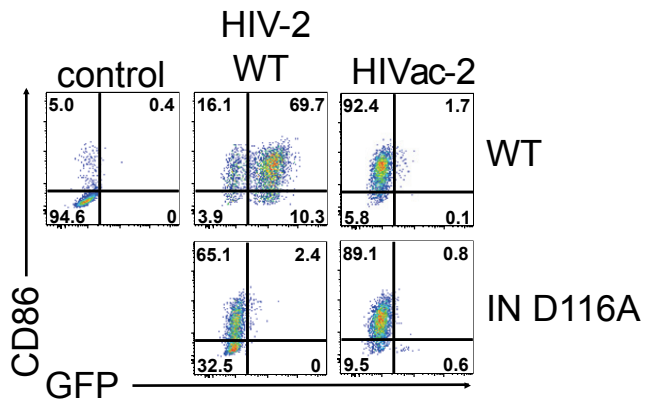 HIV-2
WT
control
HIVac-2
5.0 0.4
94.6 0
16.1 69.7
3.9 10.3
92.4 1.7
5.8 0.1
WT
65.1 2.4
32.5 0
89.1 0.8
9.5 0.6
IN D116A
CD86
GFP